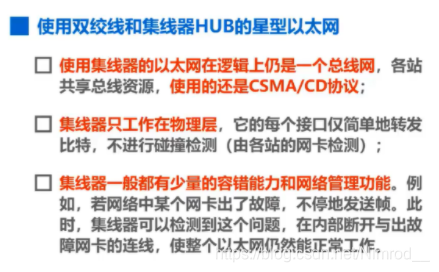 使用双绞线和集线器HUB的星型以太网
使用集线器的以太网在逻辑上仍是一个总线网，各站
共享总线资源，使用的还是CSMA/CD协议；
集线器只工作在物理层，它的每个接口仅简单地转发
比特，不进行碰撞检测（由各站的网卡检测）；
集线器一般都有少量的容错能力和网络管理功能。例
如，若网络中某个网卡出了故障，不停地发送帧。此
时，集线器可以检测到这个问题，在内部断开与出故
障网卡的连线，使整个以太网仍然能正常工作。